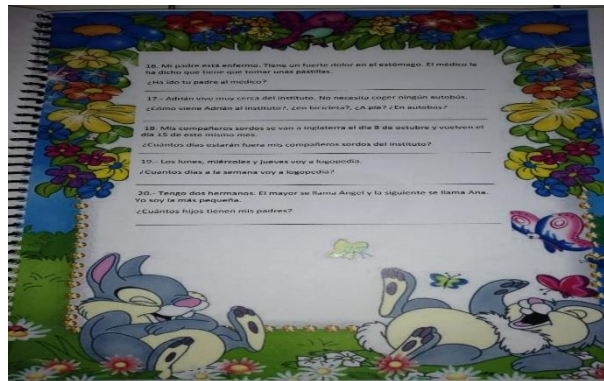 16. Mi padre está enfermo. Tiene un fuerte dolor en el estómago. El médico le
ha dicho que tiene que tomar unas pastillas.
¿Ha ido tu padre al médico?
17.- Adrián vive muy cerca del instituto. No necesita coger ningún autobús.
¿Cómo viene Adrián al instituto?, ¿en bicicleta?, ¿A pie? ¿En autobús?
18. Mis compañeros sordos se van a Inglaterra el día 8 de octubre y vuelven el
día 15 de este mismo mes.
¿Cuántos días estarán fuera mis compañeros sordos del instituto?
19.- Los lunes, miércoles y jueves voy a logopedia.
¿Cuántos días a la semana voy a logopedia?
20.- Tengo dos hermanos. El mayor se llama Ángel y la siguiente se llama Ana.
Yo soy la más pequeña.
¿Cuántos hijos tienen mis padres?